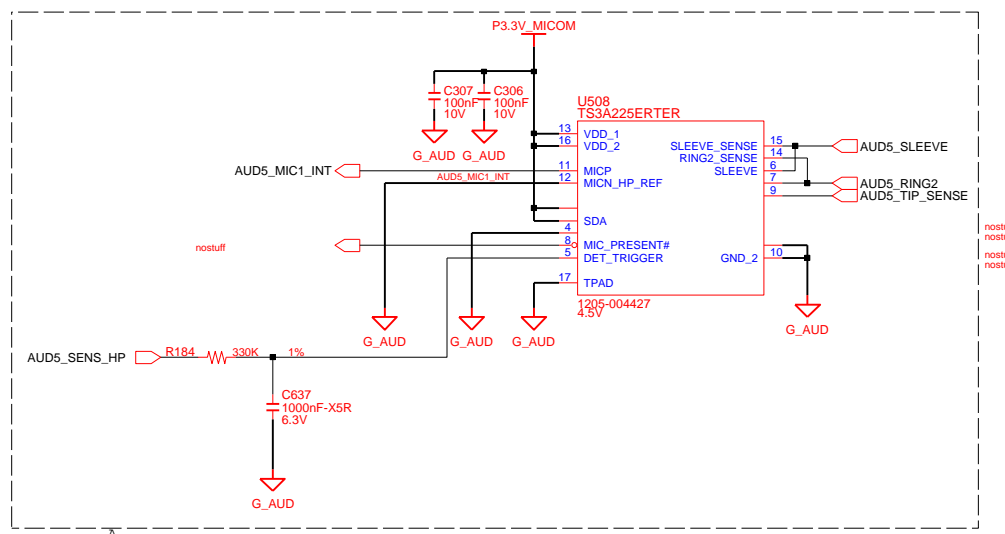 P3.3V_MICOM
C307
100nF
10V
C306
100nF
10V
G_AUD
G_AUD
U508
TS3A225ERTER
13
VDD_1
16
VDD_2
11
MICP
12
MICN_HP_REF
SDA
4
8
MIC_PRESENT#
5
DET_TRIGGER
17
TPAD
SLEEVE_SENSE
15
RING2_SENSE
14
SLEEVE
6
7
9
GND_2
10
1205-004427
4.5V
AUD5_MIC1_INT
AUD5_MIC1_INT
nostuff
AUD5_SLEEVE
AUD5_RING2
AUD5_TIP_SENSE
G_AUD
G_AUD
G_AUD
G_AUD
AUD5_SENS_HP
R184
330K
1%
C637
1000nF-X5R
6.3V
G_AUD